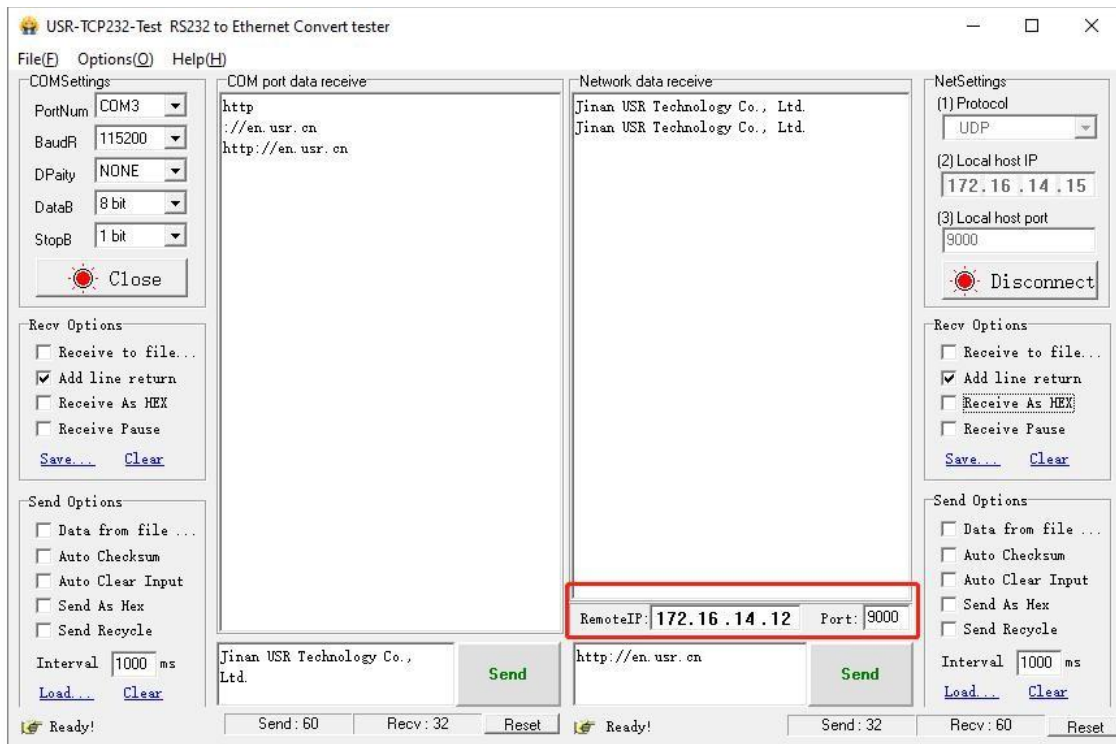 USR-TCP232-Test RS232 to Ethernet Convert tester
File(F) Options(O) Help(H)
COMSettings
PortNum COM3
BaudR 115200
DPaity NONE
DataB 8 bit
StopB 1 bit
Close
Recv Options
Receive to file...
Add line return
Receive As HEX
Receive Pause
Save... Clear
Send Options
Data from file ...
Auto Checksum
Auto Clear Input
Send As Hex
Send Recycle
Interval 1000 ms
Load... Clear
COM port data receive
http
://en.usr.cn
http://en.usr.cn
Jinan USR Technology Co.,
Ltd.
Send
Network data receive
Jinan USR Technology Co., Ltd.
Jinan USR Technology Co., Ltd.
RemoteIP: 172.16.14.12 Port: 9000
http://en.usr.cn
Send
NetSettings
(1) Protocol
UDP
(2) Local host IP
172.16.14.15
(3) Local host port
9000
Disconnect
Recv Options
Receive to file...
Add line return
Receive As HEX
Receive Pause
Save... Clear
Send Options
Data from file ...
Auto Checksum
Auto Clear Input
Send As Hex
Send Recycle
Interval 1000 ms
Load... Clear
Ready! Send : 60 Recv : 32 Reset
Ready! Send : 32 Recv : 60 Reset